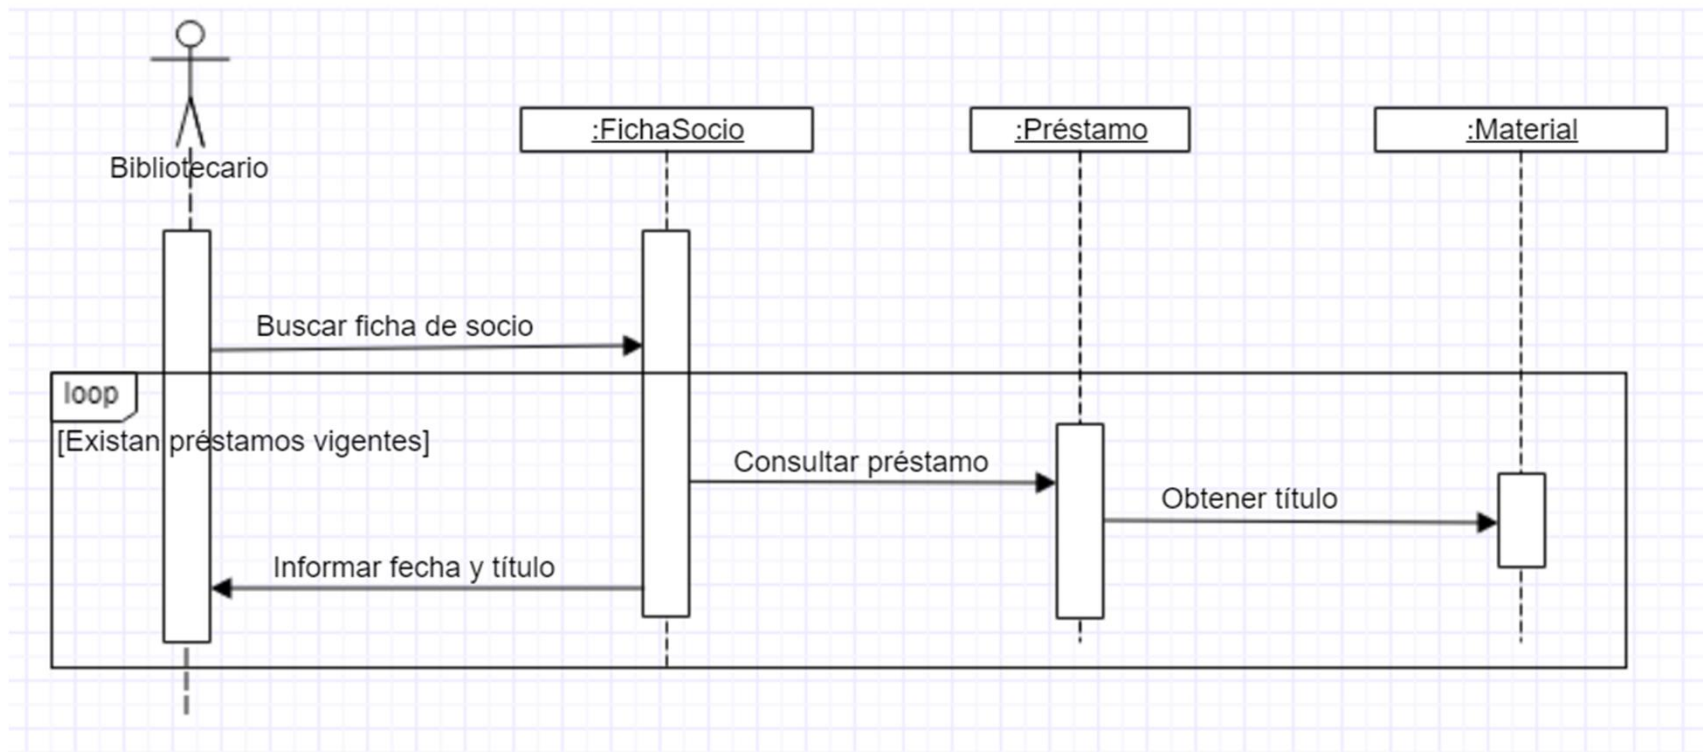 :FichaSocio
:Préstamo
:Material
Bibliotecario
Buscar ficha de socio
loop
[Existan préstamos vigentes]
Consultar préstamo
Obtener título
Informar fecha y título